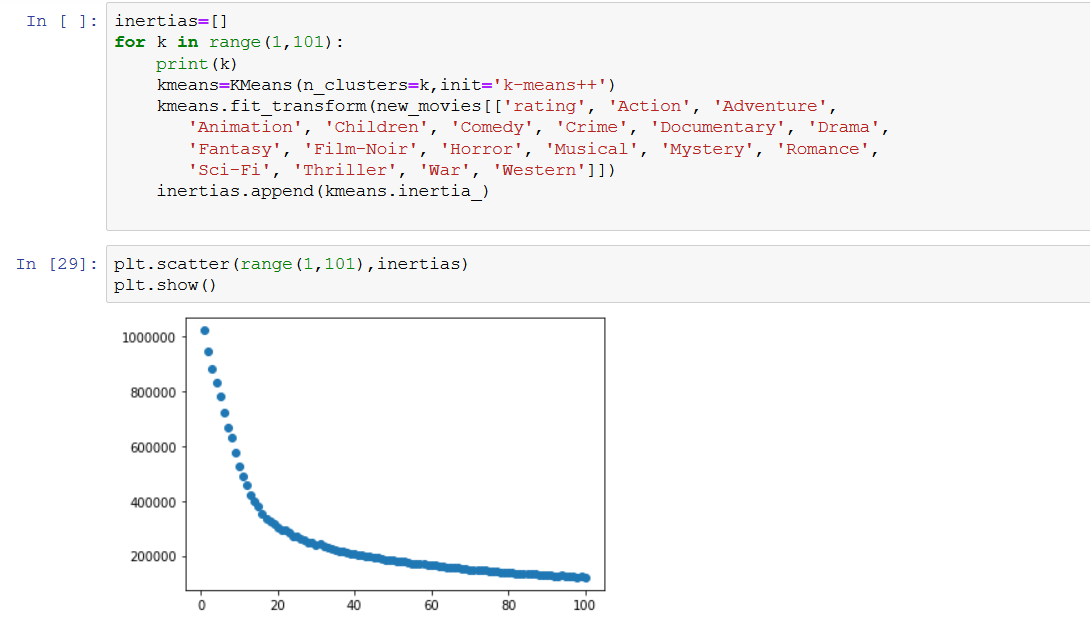 In [ ]: inertias=[]
for k in range(1,101):
    print(k)
    kmeans=KMeans(n_clusters=k,init='k-means++')
    kmeans.fit_transform(new_movies[['rating', 'Action', 'Adventure',
       'Animation', 'Children', 'Comedy', 'Crime', 'Documentary', 'Drama',
       'Fantasy', 'Film-Noir', 'Horror', 'Musical', 'Mystery', 'Romance',
       'Sci-Fi', 'Thriller', 'War', 'Western']])
    inertias.append(kmeans.inertia_)
In [29]: plt.scatter(range(1,101),inertias)
plt.show()
1000000
800000
600000
400000
200000
0 20 40 60 80 100